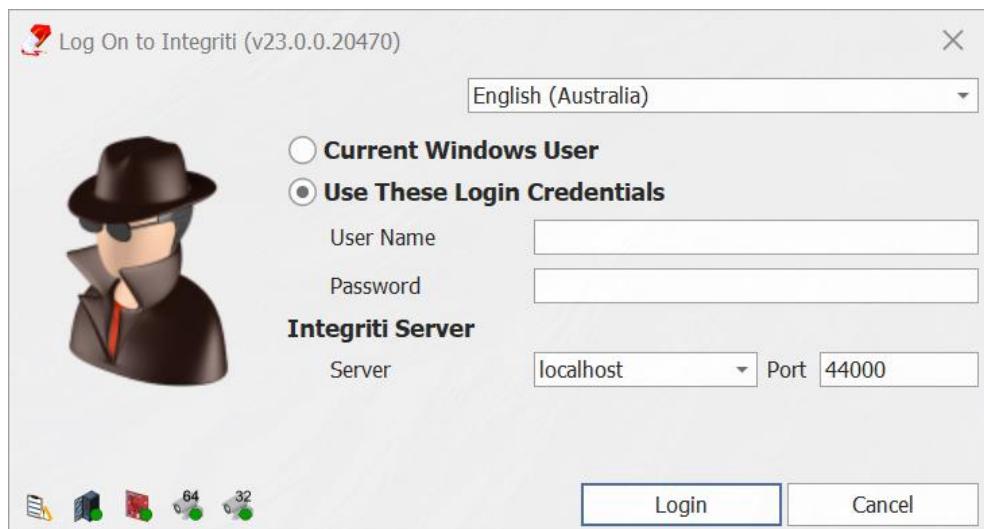 Log On to Integriti (v23.0.0.20470)
English (Australia)
Current Windows User
Use These Login Credentials
User Name
Password
Integriti Server
Server localhost Port 44000
64 32
Login Cancel